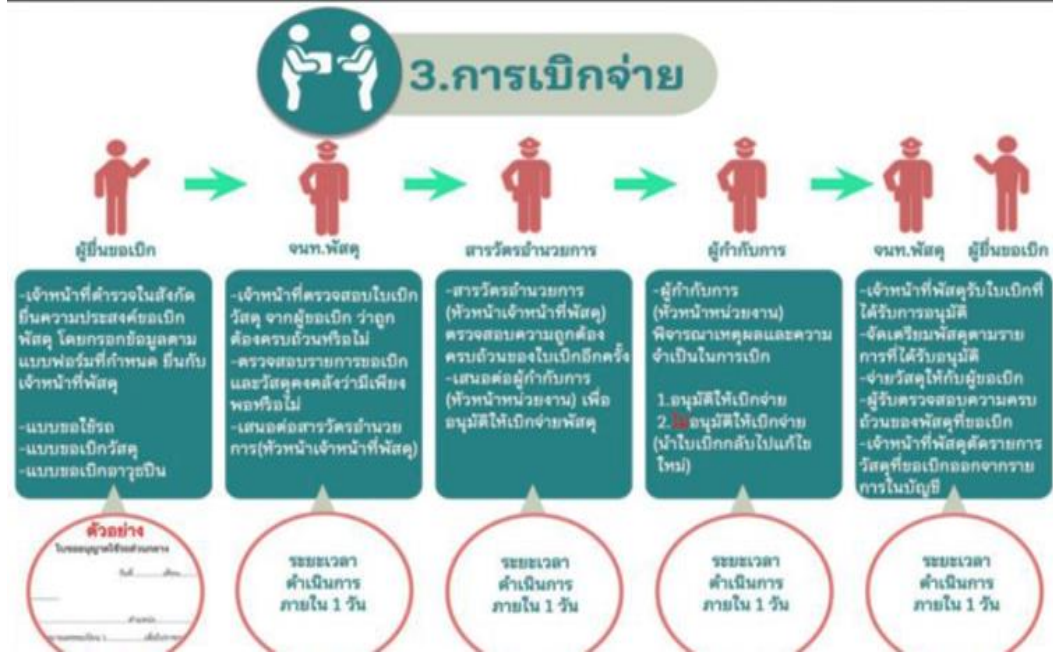 3.การเบิกจ่าย
ผู้ยื่นขอเบิก
จนท.พัสดุ
สารวัตรอำนวยการ
ผู้กำกับการ
จนท.พัสดุ
ผู้ยื่นขอเบิก
-เจ้าหน้าที่ตำรวจในสังกัด
ยื่นความประสงค์ขอเบิก
พัสดุ โดยกรอกข้อมูลตาม
แบบฟอร์มที่กำหนด ยื่นกับ
เจ้าหน้าที่พัสดุ
-แบบขอใช้รถ
-แบบขอเบิกวัสดุ
-แบบขอเบิกอาวุธปืน
-เจ้าหน้าที่ตรวจสอบใบเบิก
วัสดุ จากผู้ขอเบิก ว่าถูก
ต้องครบถ้วนหรือไม่
-ตรวจสอบรายการขอเบิก
และวัสดุคงคลังว่ามีเพียง
พอหรือไม่
-เสนอต่อสารวัตรอำนวย
การ(หัวหน้าเจ้าหน้าที่พัสดุ)
-สารวัตรอำนวยการ
(หัวหน้าเจ้าหน้าที่พัสดุ)
ตรวจสอบความถูกต้อง
ครบถ้วนของใบเบิกอีกครั้ง
-เสนอต่อผู้กำกับการ
(หัวหน้าหน่วยงาน) เพื่อ
อนุมัติให้เบิกจ่ายพัสดุ
-ผู้กำกับการ
(หัวหน้าหน่วยงาน)
พิจารณาเหตุผลและความ
จำเป็นในการเบิก
1.อนุมัติให้เบิกจ่าย
2.ไม่อนุมัติให้เบิกจ่าย
(นำใบเบิกกลับไปแก้ไข
ใหม่)
-เจ้าหน้าที่พัสดุรับใบเบิกที่
ได้รับการอนุมัติ
-จัดเตรียมพัสดุตามราย
การที่ได้รับอนุมัติ
-จ่ายวัสดุให้กับผู้ขอเบิก
-ผู้รับตรวจสอบความครบ
ถ้วนของพัสดุที่ขอเบิก
-เจ้าหน้าที่พัสดุตัดรายการ
วัสดุที่ขอเบิกออกจากราย
การในบัญชี
ตัวอย่าง
ใบขออนุญาตใช้รถส่วนกลาง
ระยะเวลา
ดำเนินการ
ภายใน 1 วัน
ระยะเวลา
ดำเนินการ
ภายใน 1 วัน
ระยะเวลา
ดำเนินการ
ภายใน 1 วัน
ระยะเวลา
ดำเนินการ
ภายใน 1 วัน